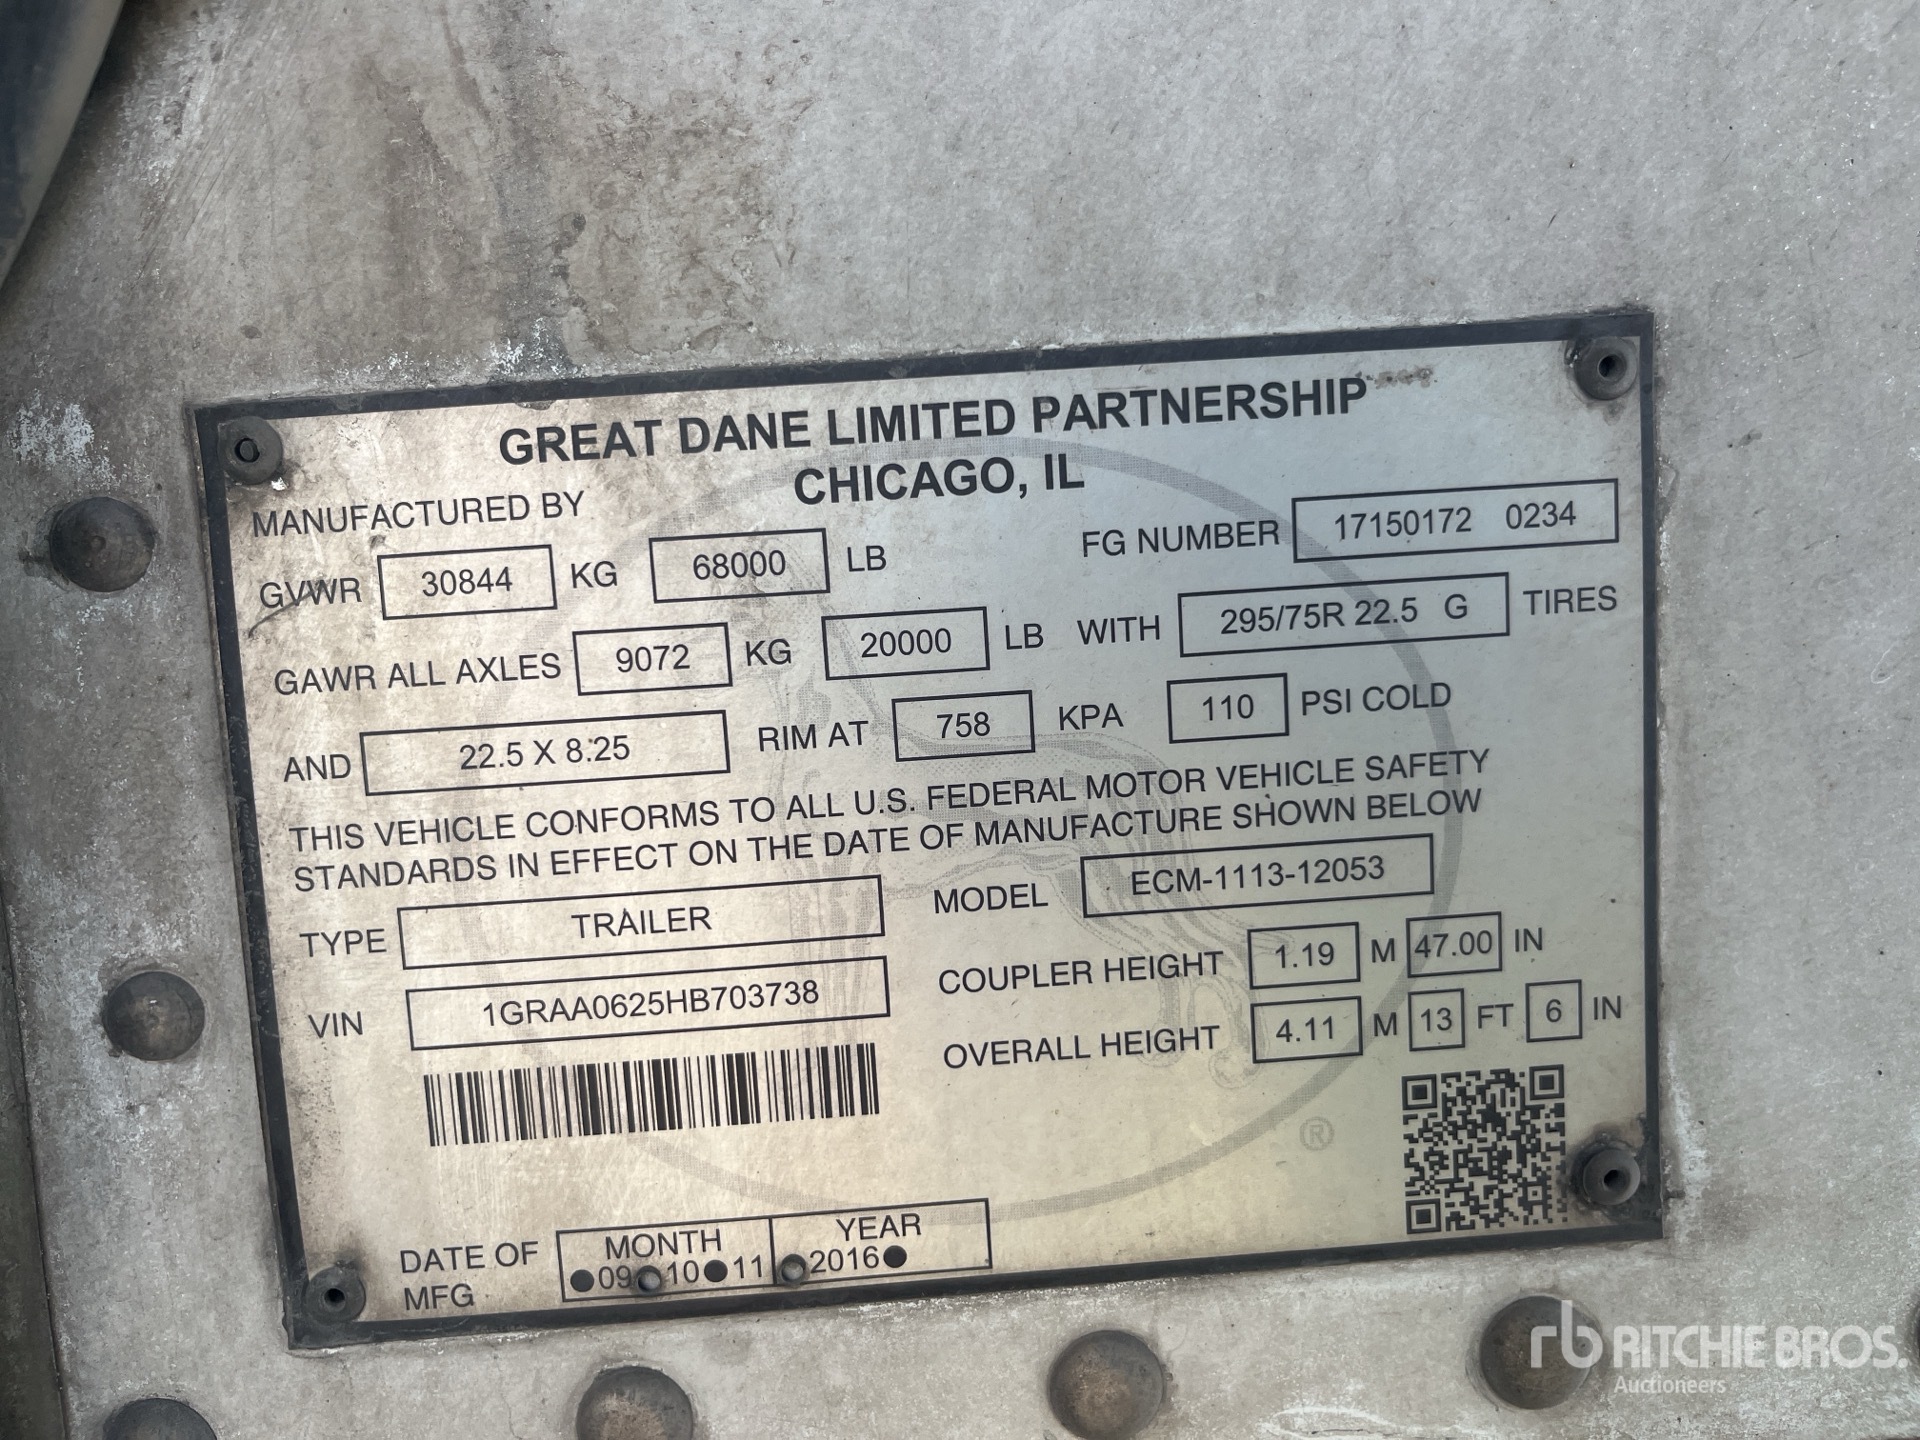 GREAT DANE LIMITED PARTNERSHIP
CHICAGO, IL
MANUFACTURED BY
FG NUMBER 17150172 0234
GVWR 30844 KG 68000 LB
GAWR ALL AXLES 9072 KG 20000 LB WITH 295/75R 22.5 G TIRES
AND 22.5 X 8.25 RIM AT 758 KPA 110 PSI COLD
THIS VEHICLE CONFORMS TO ALL U.S. FEDERAL MOTOR VEHICLE SAFETY
STANDARDS IN EFFECT ON THE DATE OF MANUFACTURE SHOWN BELOW
TYPE TRAILER MODEL ECM-1113-12053
VIN 1GRAA0625HB703738 COUPLER HEIGHT 1.19 M 47.00 IN
OVERALL HEIGHT 4.11 M 13 FT 6 IN
®
DATE OF MFG
MONTH YEAR
●09●10●11 ●2016●
rb RITCHIE BROS.
Auctioneers